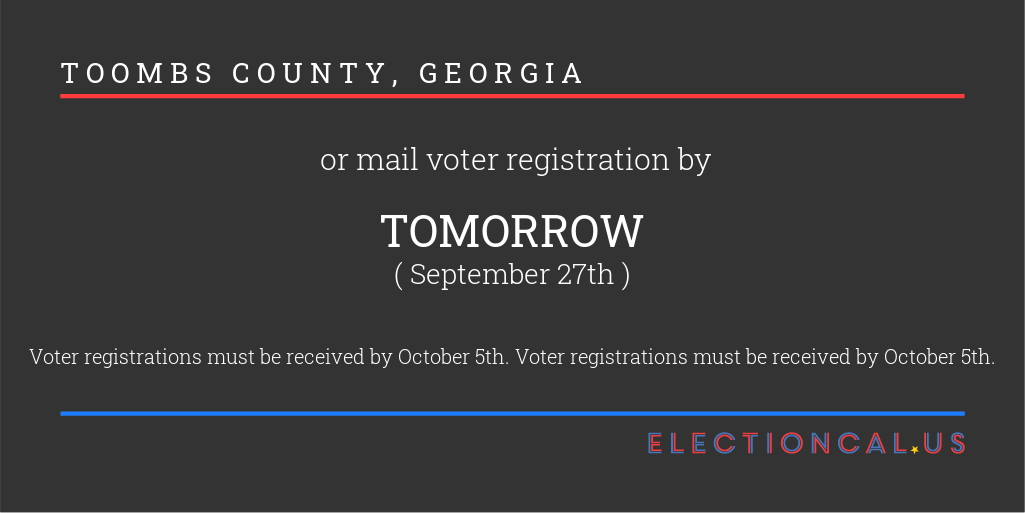 TOOMBS COUNTY, GEORGIA
or mail voter registration by
TOMORROW
( September 27th )
Voter registrations must be received by October 5th. Voter registrations must be received by October 5th.
ELECTIONCAL.US